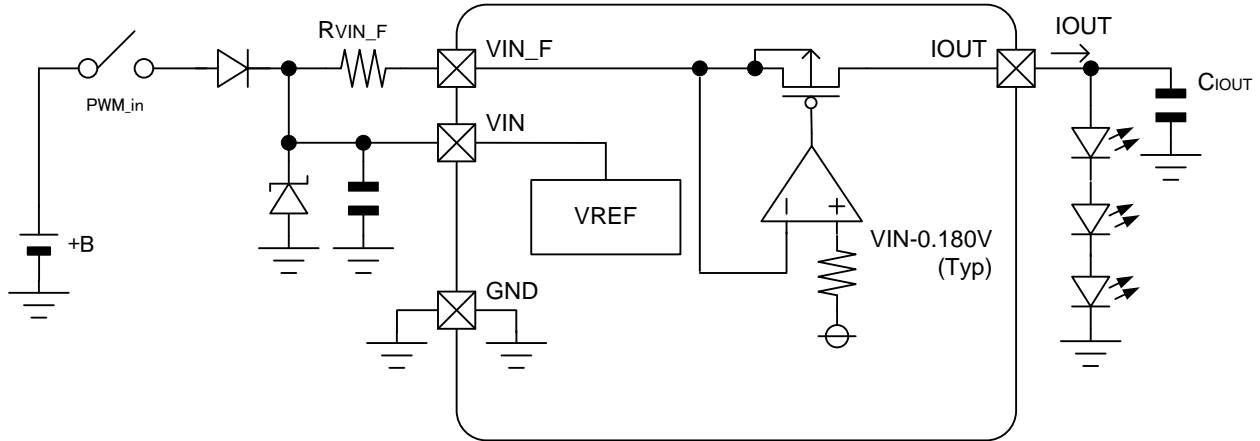 RVIN_F
VIN_F
IOUT
IOUT
CIOUT
PWM_in
VIN
VREF
+B
VIN-0.180V
(Typ)
GND